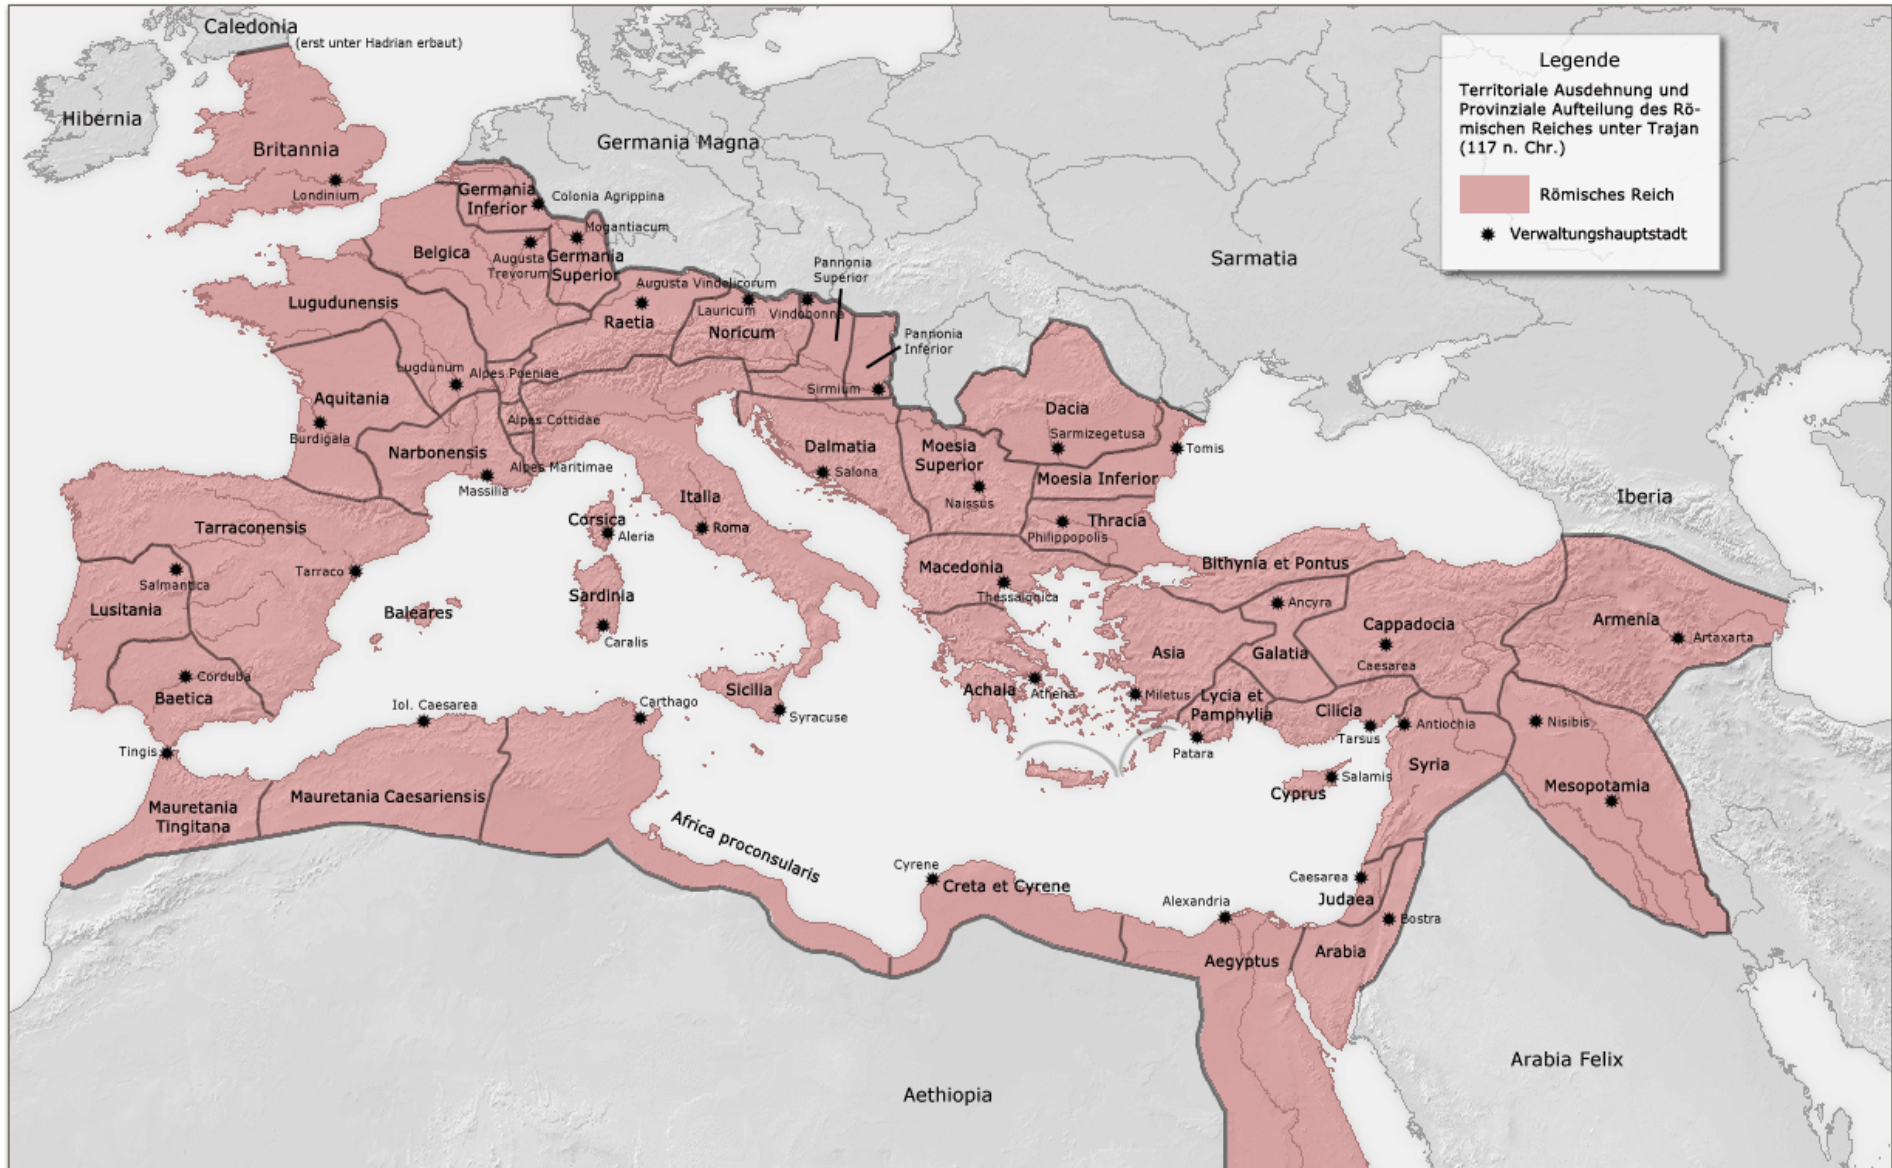 Caledonia
(erst unter Hadrian erbaut)
Hibernia
Britannia
Londinium
Germania Magna
Sarmatia
Legende
Territoriale Ausdehnung und
Provinziale Aufteilung des Rö-
mischen Reiches unter Trajan
(117 n. Chr.)
Römisches Reich
Verwaltungshauptstadt
Germania
Inferior
Colonia Agrippina
Mogantiacum
Belgica
Augusta
Trevorum
Germania
Superior
Pannonia
Superior
Augusta Vindelicorum
Lugudunensis
Raetia
Lauricum
Noricum
Vindobonna
Pannonia
Inferior
Lugdunum
Alpes Poeniae
Sirmium
Aquitania
Burdigala
Alpes Cottidae
Narbonensis
Massilia
Alpes Maritimae
Dalmatia
Salona
Moesia
Superior
Naissus
Dacia
Sarmizegetusa
Tomis
Moesia Inferior
Thracia
Philippopolis
Iberia
Italia
Roma
Corsica
Aleria
Sardinia
Caralis
Tarraconensis
Tarraco
Salmantica
Lusitania
Baleares
Corduba
Baetica
Macedonia
Thessalonica
Bithynia et Pontus
Ancyra
Cappadocia
Caesarea
Armenia
Artaxarta
Asia
Galatia
Achaia
Athena
Miletus
Lycia et
Pamphylia
Patara
Cilicia
Tarsus
Antiochia
Nisibis
Sicilia
Syracuse
Carthago
Iol. Caesarea
Tingis
Mauretania
Tingitana
Mauretania Caesariensis
Africa proconsularis
Syria
Salamis
Cyprus
Mesopotamia
Cyrene
Creta et Cyrene
Caesarea
Judaea
Alexandria
Bostra
Aegyptus
Arabia
Aethiopia
Arabia Felix